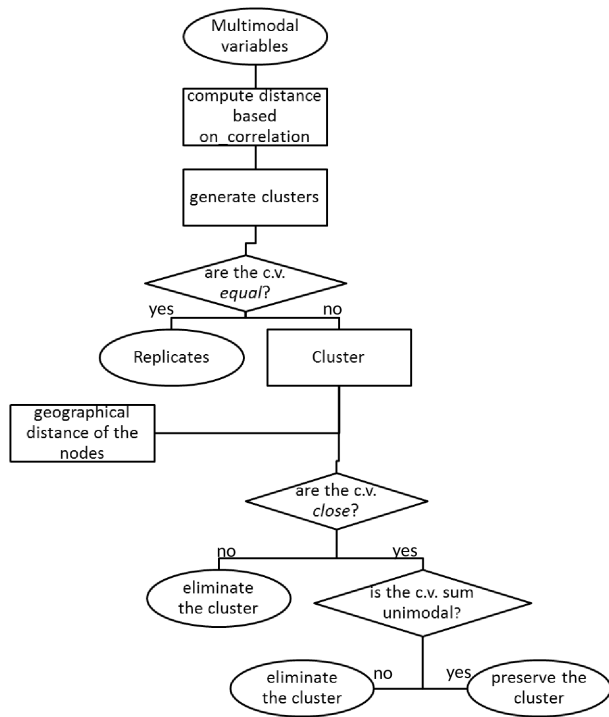 Multimodal
variables
compute distance
based
on_correlation
generate clusters
are the c.v.
equal?
yes
no
Replicates
Cluster
geographical
distance of the
nodes
are the c.v.
close?
no
yes
eliminate
the cluster
is the c.v. sum
unimodal?
eliminate
the cluster
no
yes
preserve the
cluster